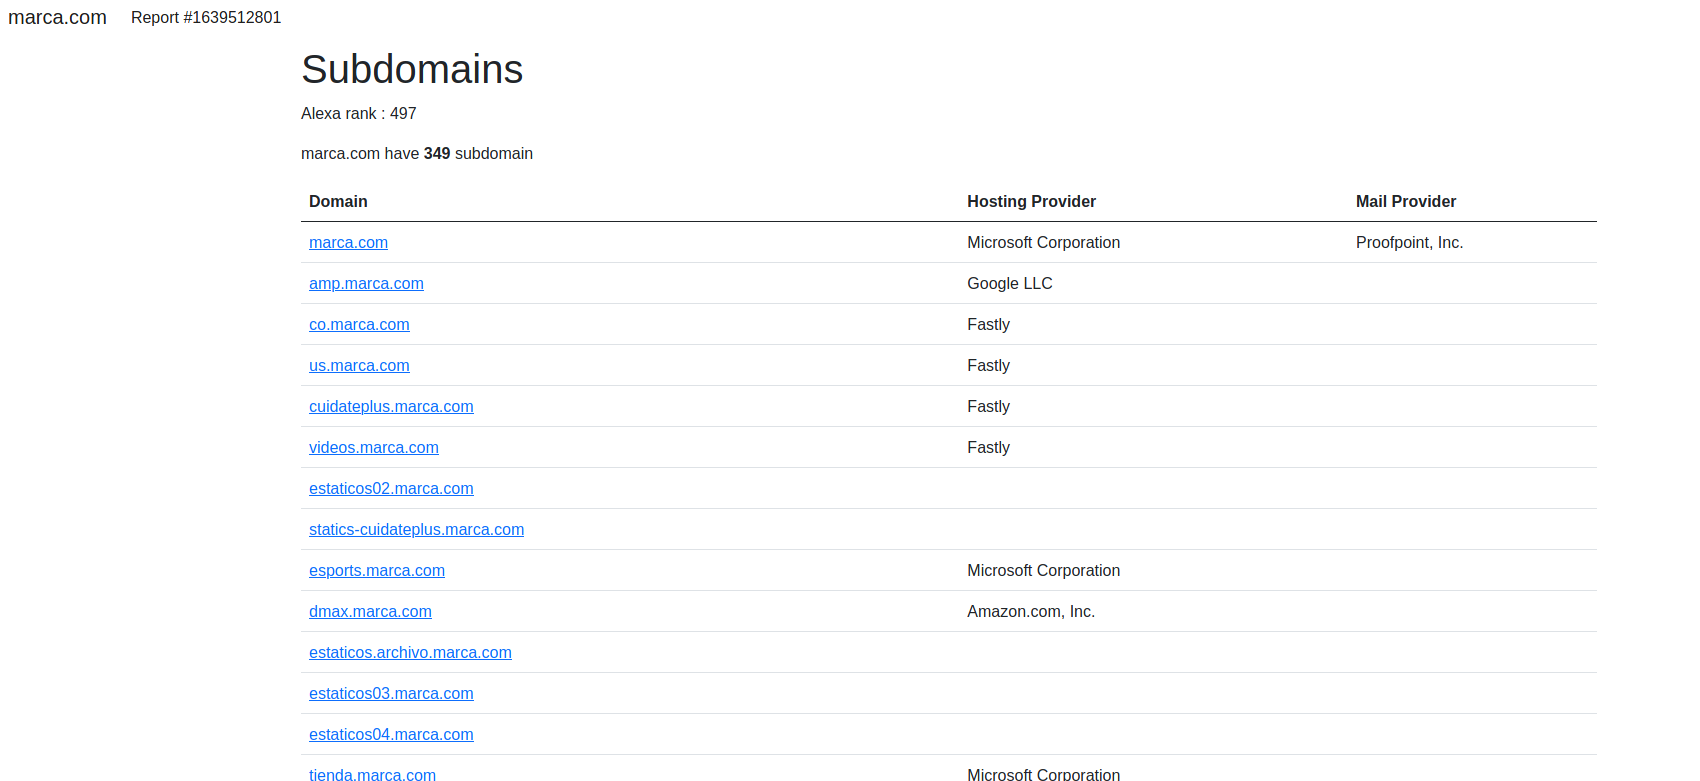 marca.com Report #1639512801
Subdomains
Alexa rank : 497
marca.com have 349 subdomain
Domain Hosting Provider Mail Provider
marca.com Microsoft Corporation Proofpoint, Inc.
amp.marca.com Google LLC
co.marca.com Fastly
us.marca.com Fastly
cuidateplus.marca.com Fastly
videos.marca.com Fastly
estaticos02.marca.com
statics-cuidateplus.marca.com
esports.marca.com Microsoft Corporation
dmax.marca.com Amazon.com, Inc.
estaticos.archivo.marca.com
estaticos03.marca.com
estaticos04.marca.com
tienda.marca.com Microsoft Corporation